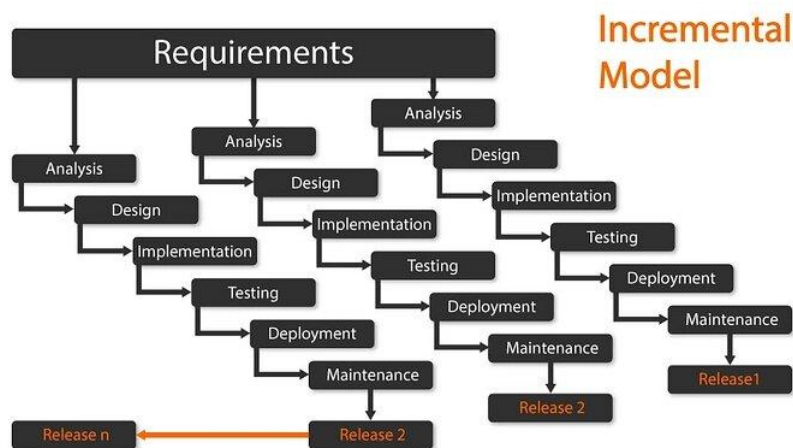 Incremental
Model
Requirements
Analysis
Design
Implementation
Testing
Deployment
Maintenance
Release 2
Release n
Analysis
Design
Implementation
Testing
Deployment
Maintenance
Release 2
Analysis
Design
Implementation
Testing
Deployment
Maintenance
Release1